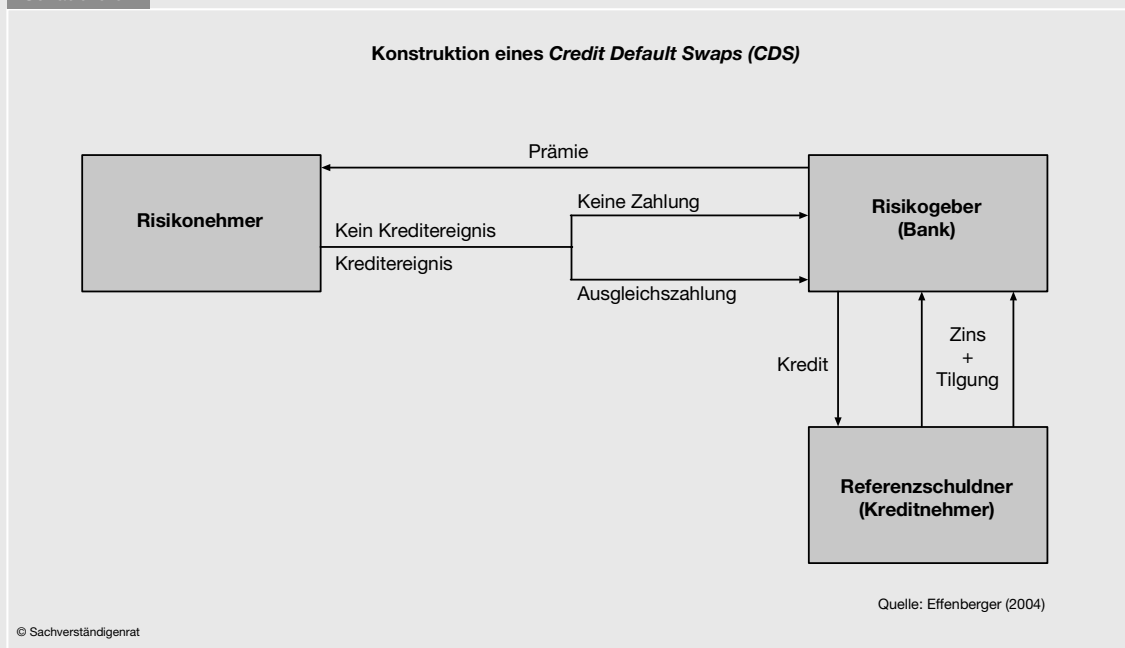 Konstruktion eines Credit Default Swaps (CDS)
Prämie
Risikonehmer
Kein Kreditereignis
Kreditereignis
Keine Zahlung
Ausgleichszahlung
Risikogeber
(Bank)
Kredit
Zins
+
Tilgung
Referenzschuldner
(Kreditnehmer)
Quelle: Effenberger (2004)
© Sachverständigenrat